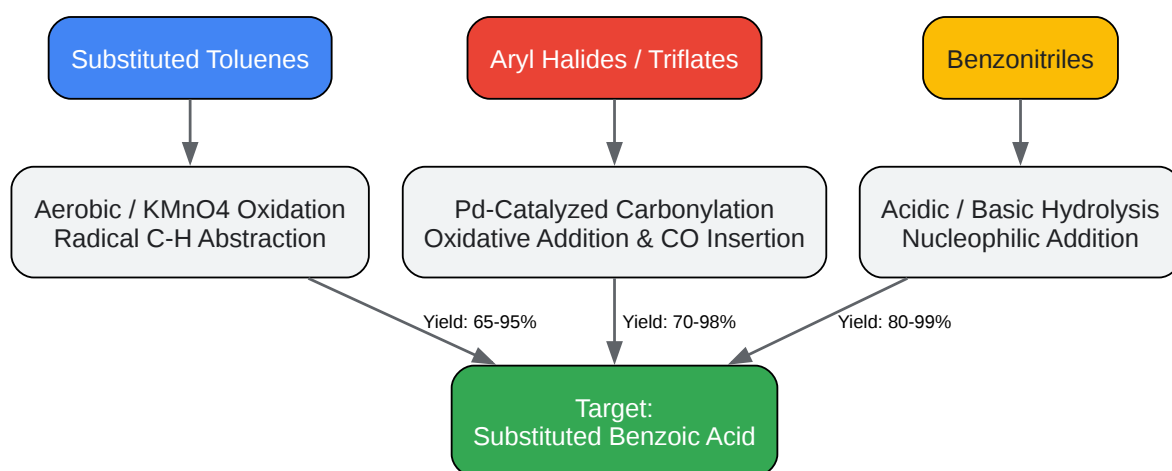 Substituted Toluenes
Aryl Halides / Triflates
Benzonitriles
Aerobic / KMnO4 Oxidation
Radical C-H Abstraction
Pd-Catalyzed Carbonylation
Oxidative Addition & CO Insertion
Acidic / Basic Hydrolysis
Nucleophilic Addition
Yield: 65-95%
Yield: 70-98%
Yield: 80-99%
Target:
Substituted Benzoic Acid